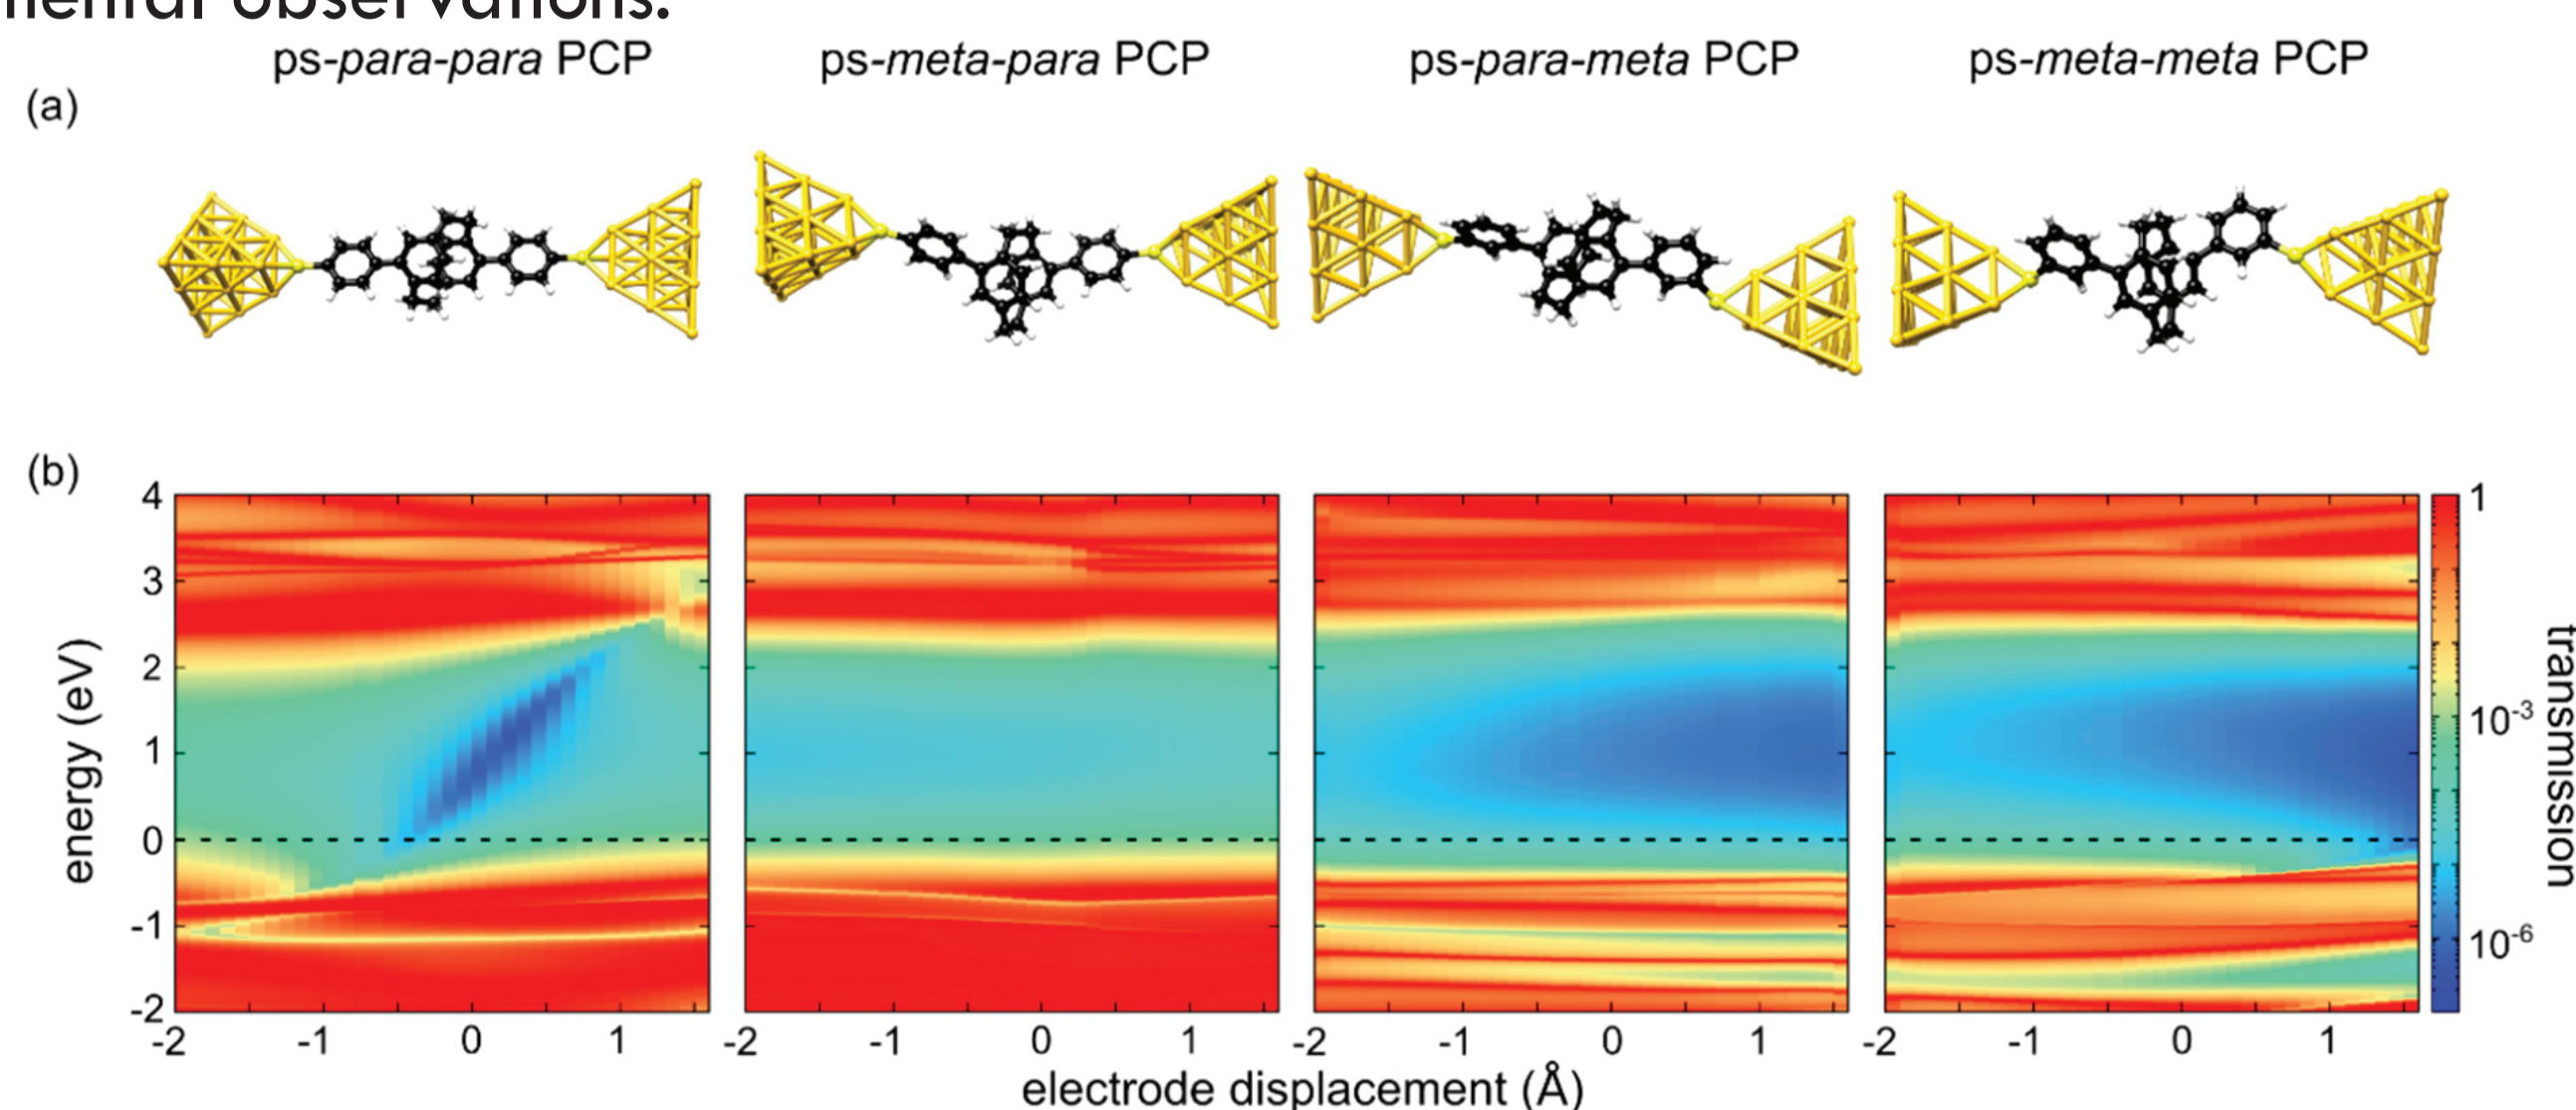 mental observations.
ps-para-para PCP ps-meta-para PCP ps-para-meta PCP ps-meta-meta PCP
(a)
(b)
energy (eV)
4
3
2
1
0
-1
-2
-2 -1 0 1 -2 -1 0 1 -2 -1 0 1 -2 -1 0 1
electrode displacement (Å)
1
10-3
10-6
transmission